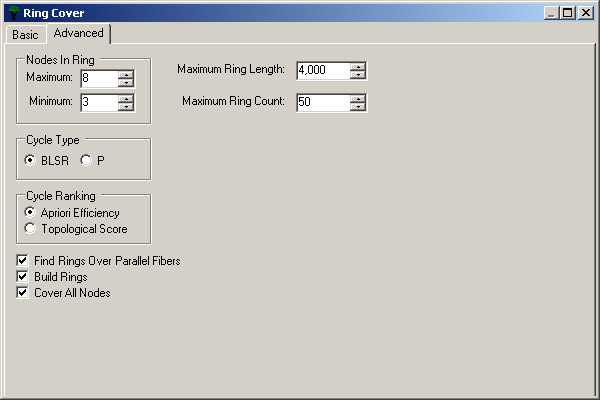 Ring Cover
Basic
Advanced
Nodes In Ring
Maximum: 8
Minimum: 3
Maximum Ring Length: 4,000
Maximum Ring Count: 50
Cycle Type
BLSR P
Cycle Ranking
Apriori Efficiency
Topological Score
Find Rings Over Parallel Fibers
Build Rings
Cover All Nodes